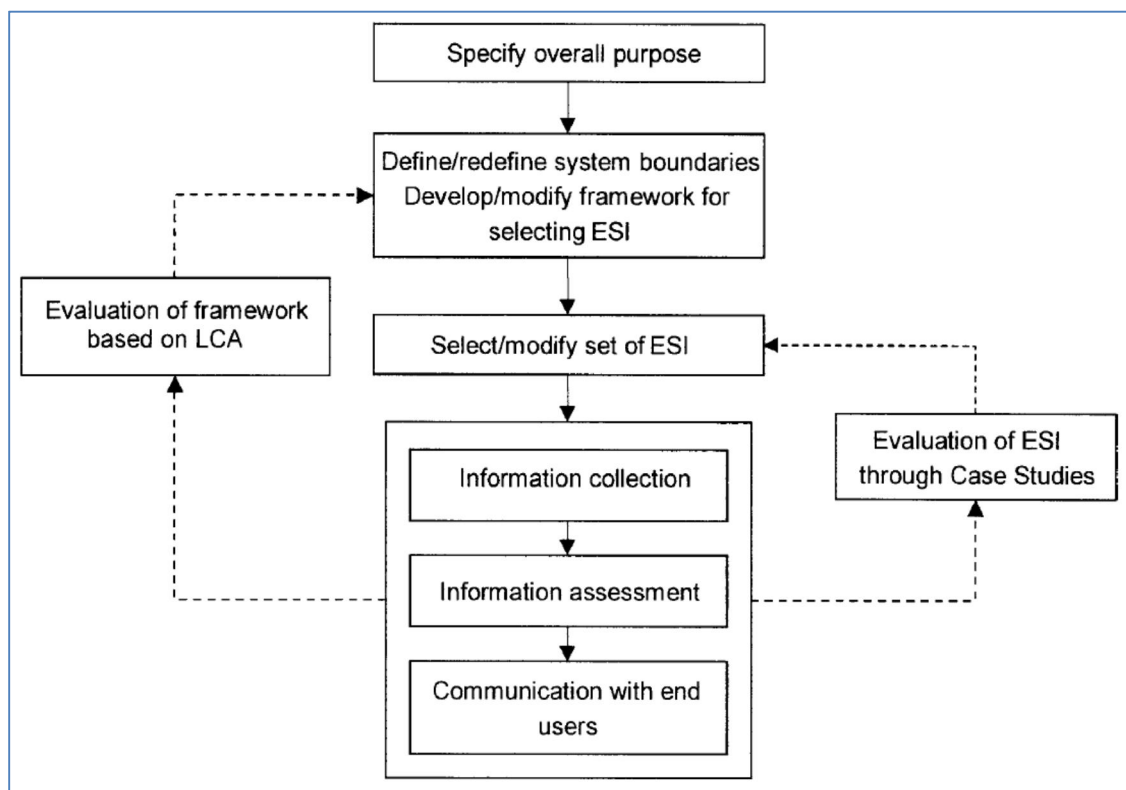 Specify overall purpose
Define/redefine system boundaries
Develop/modify framework for
selecting ESI
Evaluation of framework
based on LCA
Select/modify set of ESI
Evaluation of ESI
through Case Studies
Information collection
Information assessment
Communication with end
users